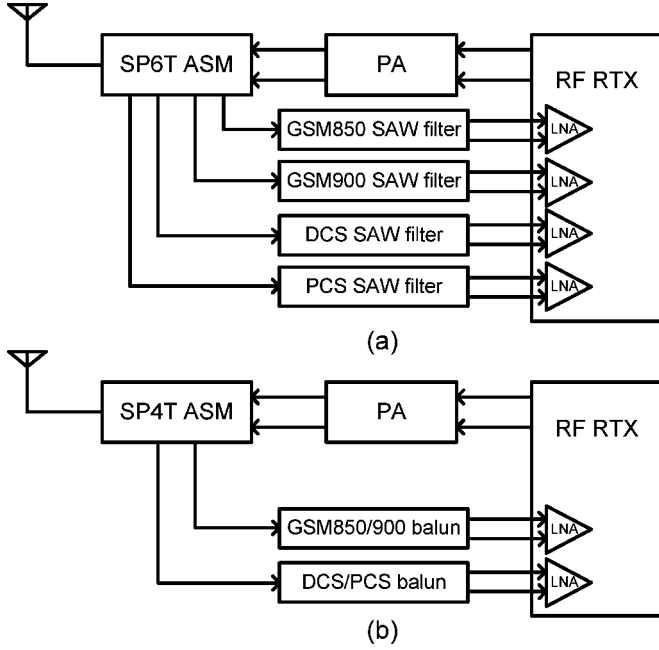 SP6T ASM
PA
RF RTX
GSM850 SAW filter
LNA
GSM900 SAW filter
LNA
DCS SAW filter
LNA
PCS SAW filter
LNA
(a)
SP4T ASM
PA
RF RTX
GSM850/900 balun
LNA
DCS/PCS balun
LNA
(b)